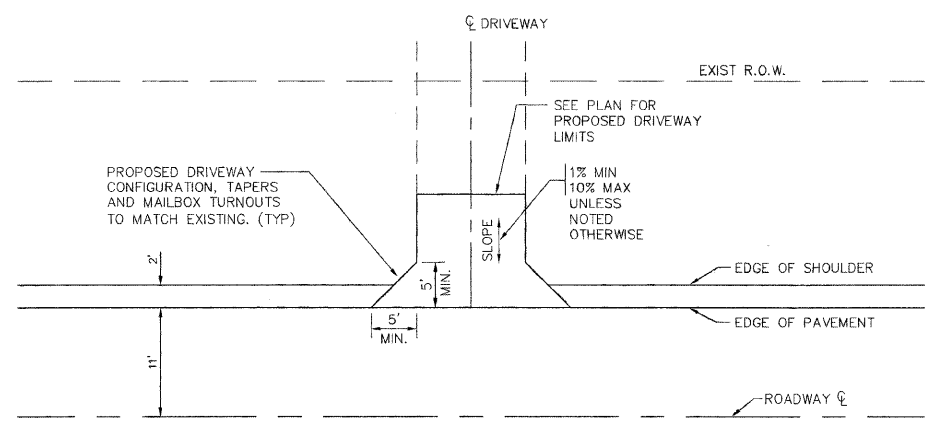 ℄ DRIVEWAY
EXIST R.O.W.
SEE PLAN FOR
PROPOSED DRIVEWAY
LIMITS
PROPOSED DRIVEWAY
CONFIGURATION, TAPERS
AND MAILBOX TURNOUTS
TO MATCH EXISTING. (TYP)
1% MIN
10% MAX
UNLESS
NOTED
OTHERWISE
SLOPE
2'
5'
MIN.
EDGE OF SHOULDER
5'
MIN.
EDGE OF PAVEMENT
11'
ROADWAY ℄